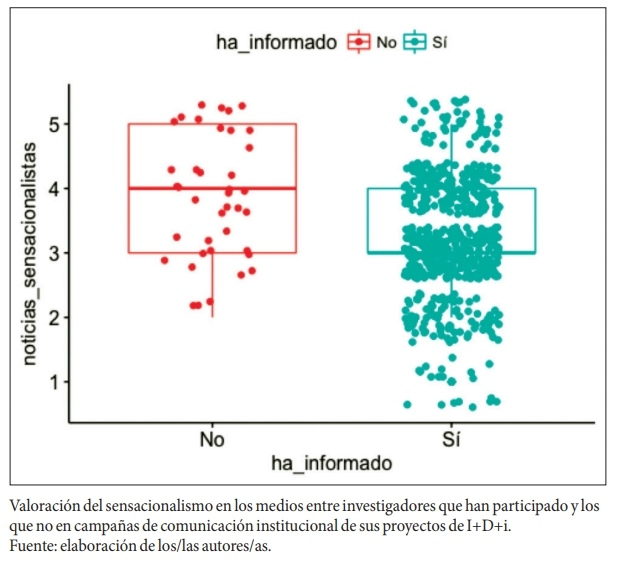 ha_informado No Sí
noticias_sensacionalistas
5
4
3
2
1
No Sí
ha_informado
Valoración del sensacionalismo en los medios entre investigadores que han participado y los
que no en campañas de comunicación institucional de sus proyectos de I+D+i.
Fuente: elaboración de los/las autores/as.